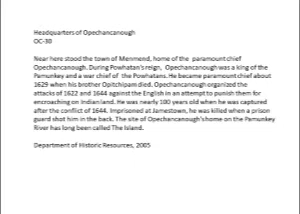 Headquarters of Opechancanough
OC-30
Near here stood the town of Menmend, home of the paramount chief
Opechancanough. During Powhatan's reign, Opechancanough was a king of the
Pamunkey and a war chief of the Powhatans. He became paramount chief about
1629 when his brother Opitchipam died. Opechancanough organized the
attacks of 1622 and 1644 against the English in an attempt to punish them for
encroaching on Indian land. He was nearly 100 years old when he was captured
after the conflict of 1644. Imprisoned at Jamestown, he was killed when a prison
guard shot him in the back. The site of Opechancanough's home on the Pamunkey
River has long been called The Island.
Department of Historic Resources, 2005